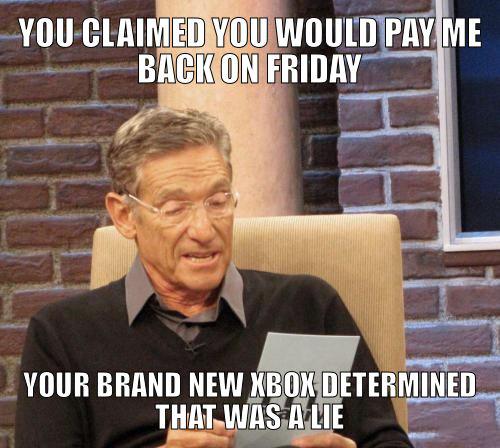 YOU CLAIMED YOU WOULD PAY ME
BACK ON FRIDAY
YOUR BRAND NEW XBOX DETERMINED
THAT WAS A LIE